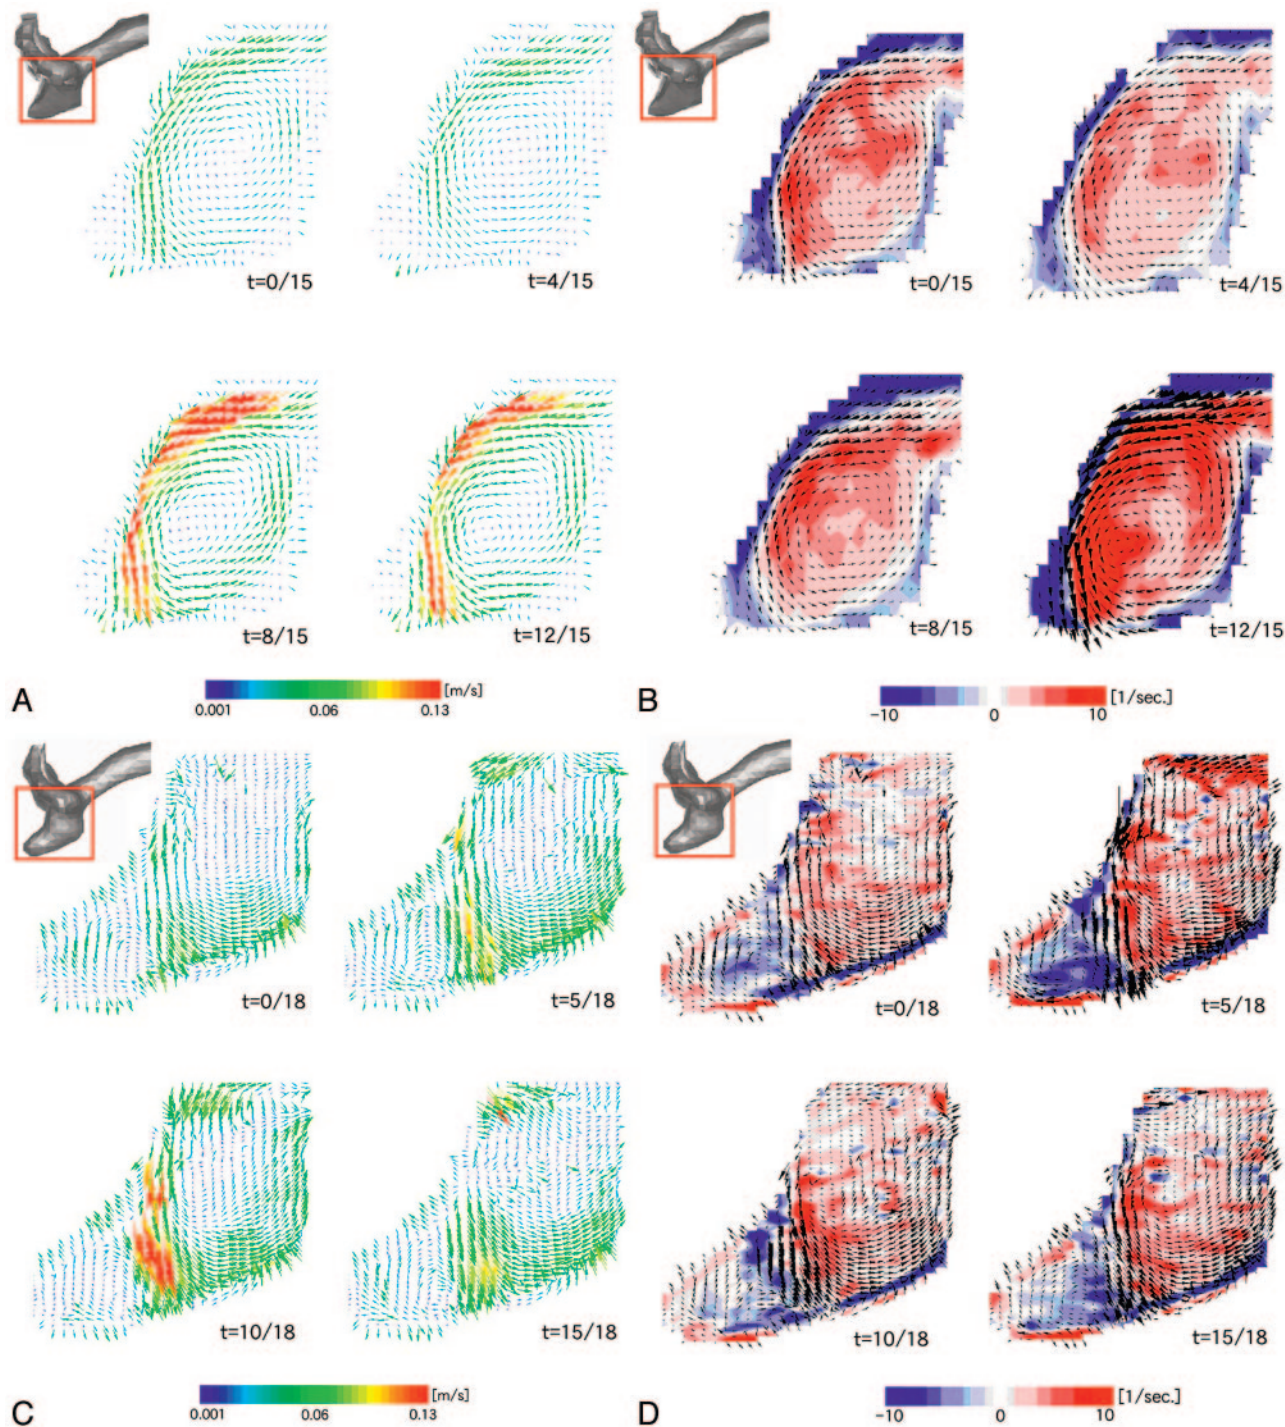 t=0/15
t=4/15
t=0/15
t=4/15
t=8/15
t=12/15
t=8/15
t=12/15
A
[m/s]
0.001
0.06
0.13
B
[1/sec.]
-10
0
10
t=0/18
t=5/18
t=0/18
t=5/18
t=10/18
t=15/18
t=10/18
t=15/18
C
[m/s]
0.001
0.06
0.13
D
[1/sec.]
-10
0
10